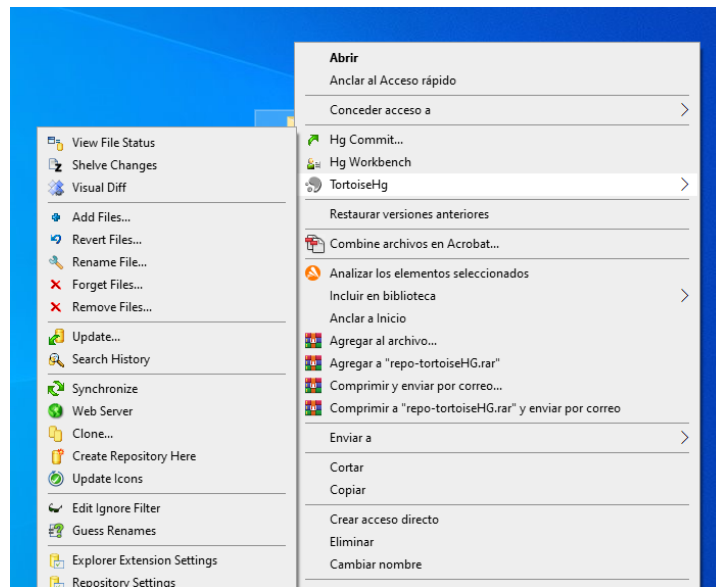 Abrir
Anclar al Acceso rápido
Conceder acceso a
Hg Commit...
Hg Workbench
TortoiseHg
Restaurar versiones anteriores
Combine archivos en Acrobat...
Analizar los elementos seleccionados
Incluir en biblioteca
Anclar a Inicio
Agregar al archivo...
Agregar a "repo-tortoiseHG.rar"
Comprimir y enviar por correo...
Comprimir a "repo-tortoiseHG.rar" y enviar por correo
Enviar a
Cortar
Copiar
Crear acceso directo
Eliminar
Cambiar nombre
View File Status
Shelve Changes
Visual Diff
Add Files...
Revert Files...
Rename File...
Forget Files...
Remove Files...
Update...
Search History
Synchronize
Web Server
Clone...
Create Repository Here
Update Icons
Edit Ignore Filter
Guess Renames
Explorer Extension Settings
Repository Settings